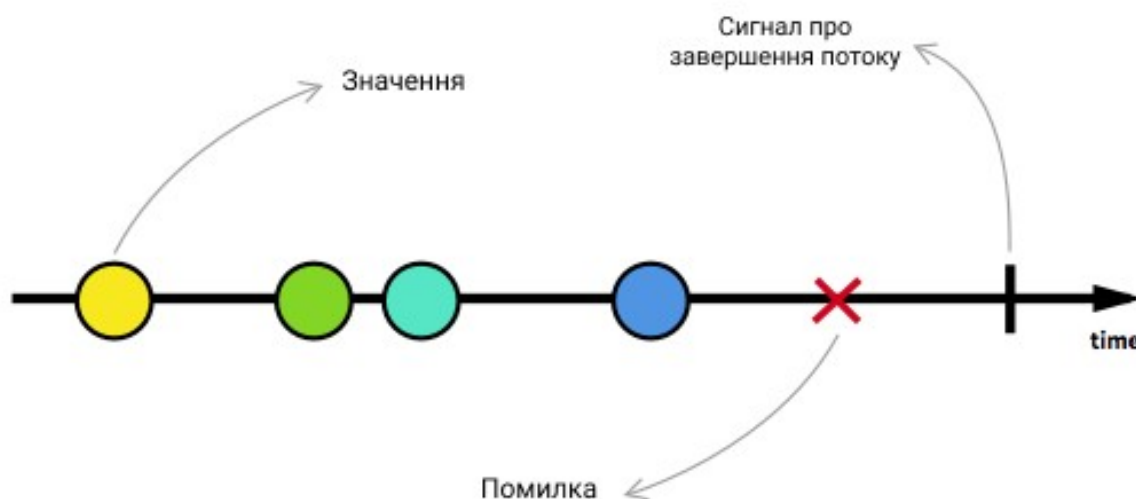 Сигнал про
завершення потоку
Значення
time
Помилка